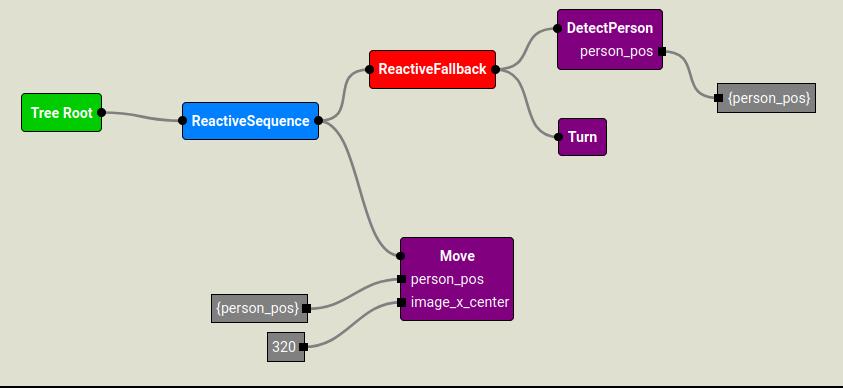 Tree Root
ReactiveSequence
ReactiveFallback
DetectPerson
person_pos
{person_pos}
Turn
Move
person_pos
image_x_center
{person_pos}
320